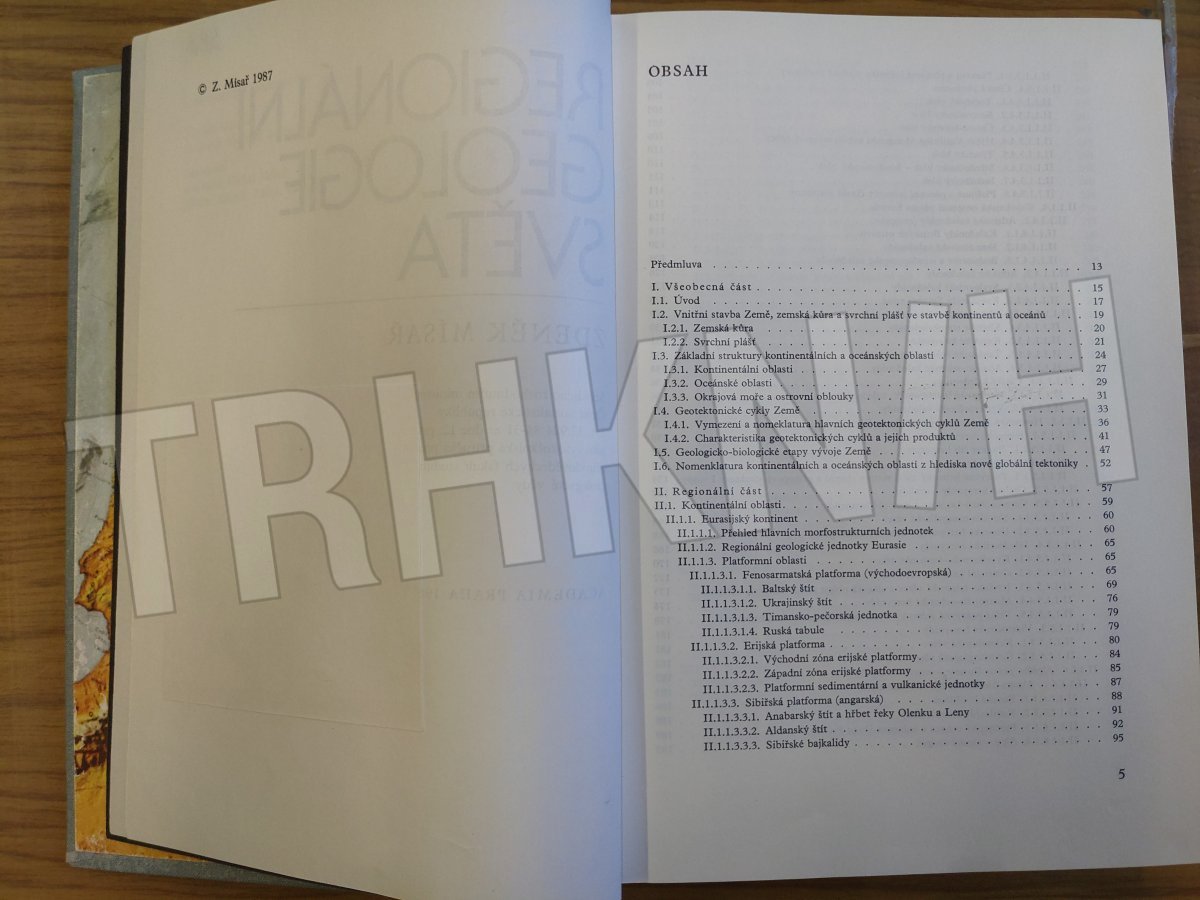 © Z. Mísař 1987
REGIONÁLNÍ
GEOLOGIE
SVĚTA
ZDENĚK MÍSAŘ
ACADEMIA PRAHA
TRHKNIH
OBSAH
Předmluva . . . 13
I. Všeobecná část . . . 15
I.1. Úvod . . . 17
I.2. Vnitřní stavba Země, zemská kůra a svrchní plášť ve stavbě kontinentů a oceánů . . . 19
I.2.1. Zemská kůra . . . 20
I.2.2. Svrchní plášť . . . 21
I.3. Základní struktury kontinentálních a oceánských oblastí . . . 24
I.3.1. Kontinentální oblasti . . . 27
I.3.2. Oceánské oblasti . . . 29
I.3.3. Okrajová moře a ostrovní oblouky . . . 31
I.4. Geotektonické cykly Země . . . 33
I.4.1. Vymezení a nomeklatura hlavních geotektonických cyklů Země . . . 36
I.4.2. Charakteristika geotektonických cyklů a jejich produktů . . . 41
I.5. Geologicko-biologické etapy vývoje Země . . . 47
I.6. Nomenklatura kontinentálních a oceánských oblastí z hlediska nové globální tektoniky . 52
II. Regionální část . . . 57
II.1. Kontinentální oblasti . . . 59
II.1.1. Eurasijský kontinent . . . 60
II.1.1.1. Přehled hlavních morfostrukturních jednotek . . . 60
II.1.1.2. Regionální geologické jednotky Eurasie . . . 65
II.1.1.3. Platformní oblasti . . . 65
II.1.1.3.1. Fenosarmatská platforma (východoevropská) . . . 65
II.1.1.3.1.1. Baltský štít . . . 69
II.1.1.3.1.2. Ukrajinský štít . . . 76
II.1.1.3.1.3. Timansko-pečorská jednotka . . . 79
II.1.1.3.1.4. Ruská tabule . . . 79
II.1.1.3.2. Erijská platforma . . . 80
II.1.1.3.2.1. Východní zóna erijské platformy . . . 84
II.1.1.3.2.2. Západní zóna erijské platformy . . . 85
II.1.1.3.2.3. Platformní sedimentární a vulkanické jednotky . . . 87
II.1.1.3.3. Sibiřská platforma (angarská) . . . 88
II.1.1.3.3.1. Anabarský štít a hřbet řeky Olenku a Leny . . . 91
II.1.1.3.3.2. Aldanský štít . . . 92
II.1.1.3.3.3. Sibiřské bajkalidy . . . 95
5